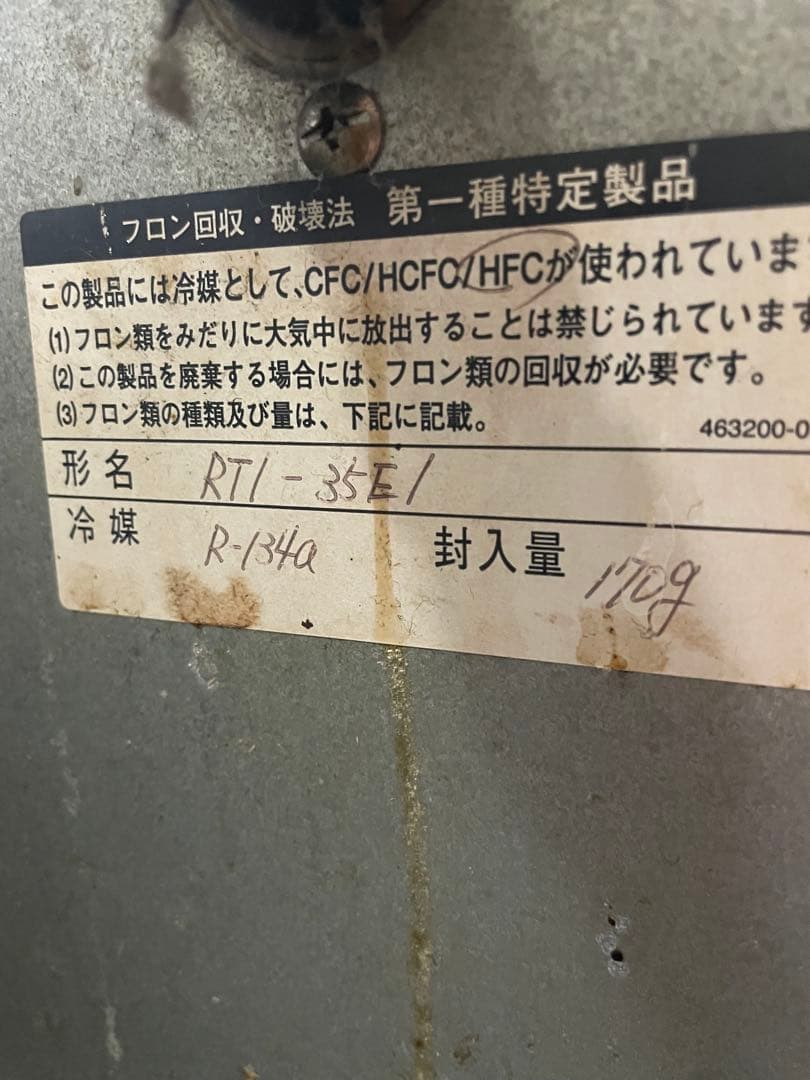 フロン回収・破壊法 第一種特定製品
この製品には冷媒として、CFC/HCFC/HFCが使われていま
(1)フロン類をみだりに大気中に放出することは禁じられています
(2)この製品を廃棄する場合には、フロン類の回収が必要です。
(3)フロン類の種類及び量は、下記に記載。
463200-0
形名 RT1-35E1
冷媒 R-134a 封入量 170g